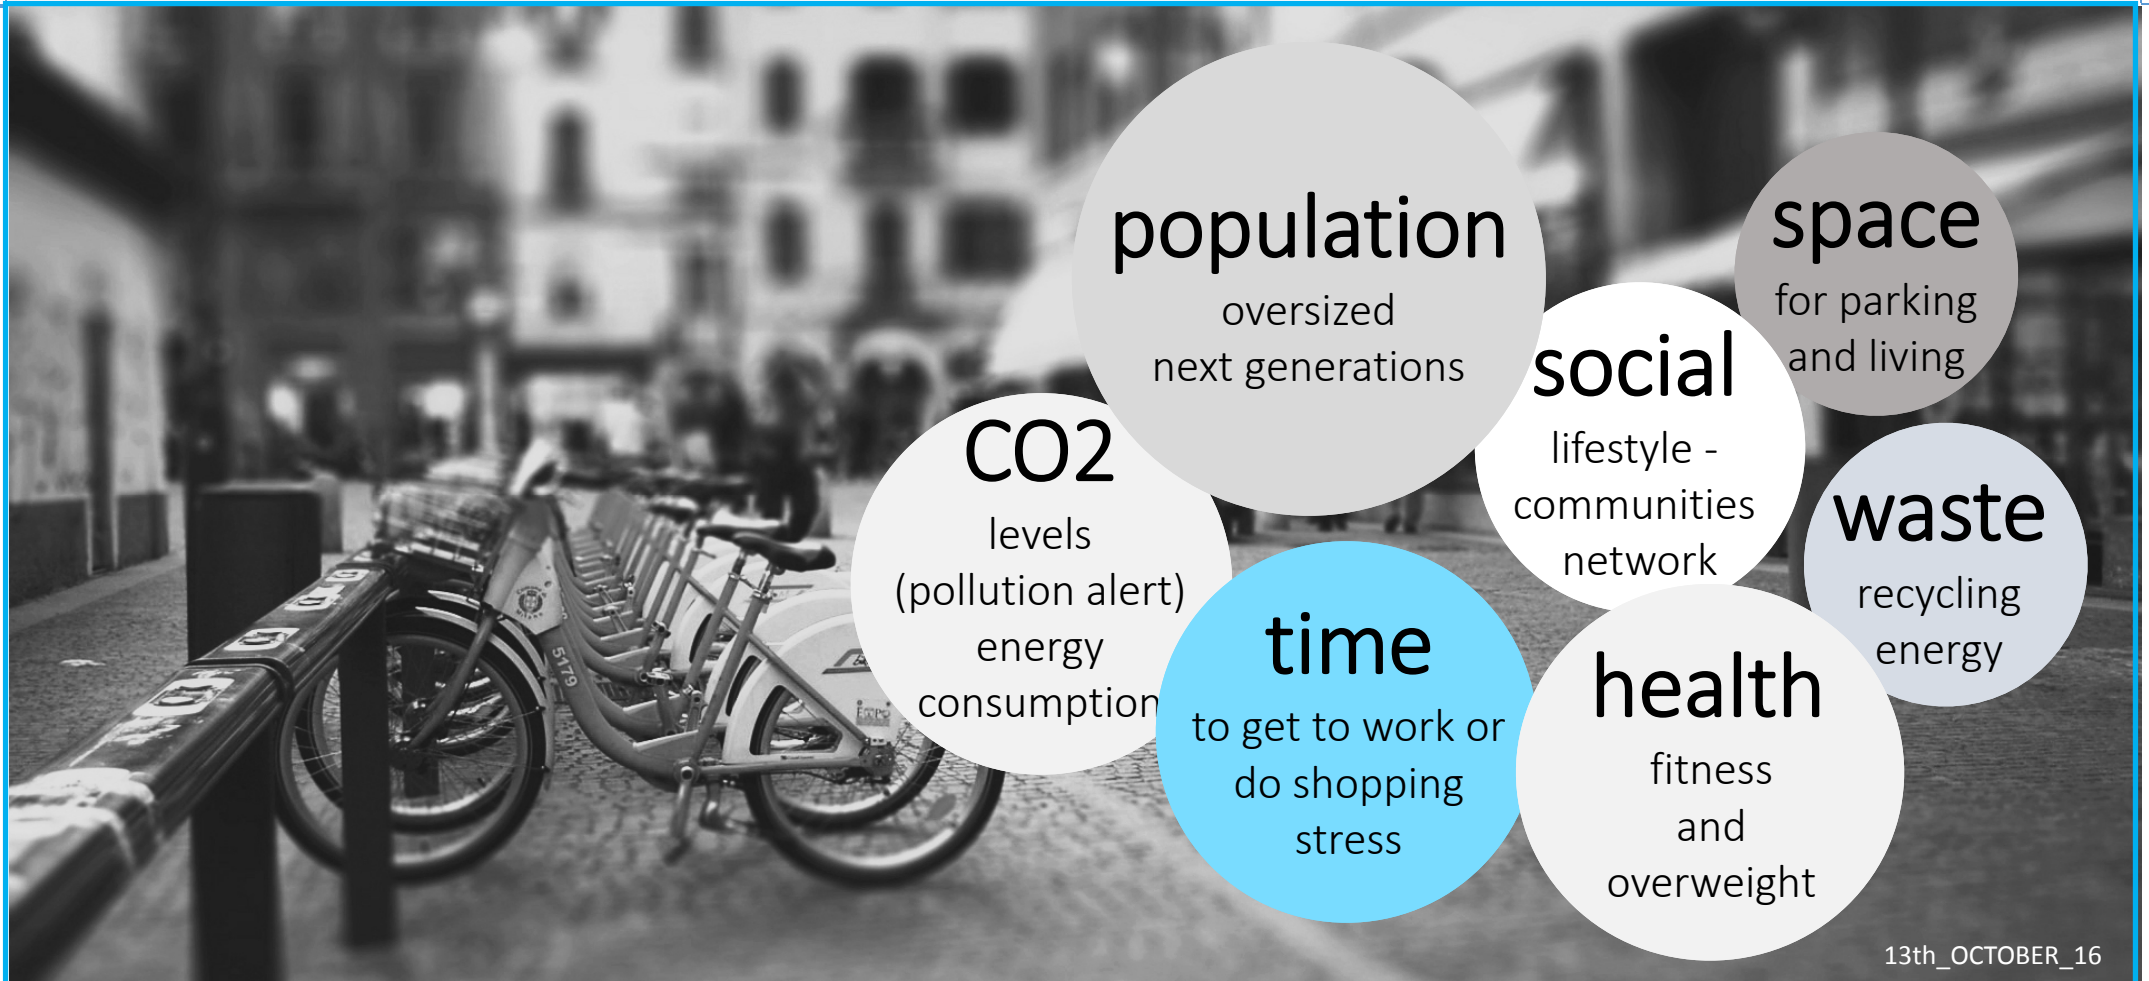 population
oversized
next generations
space
for parking
and living
social
lifestyle -
communities
network
CO2
levels
(pollution alert)
energy
consumption
waste
recycling
energy
time
to get to work or
do shopping
stress
health
fitness
and
overweight
5179
13th_OCTOBER_16